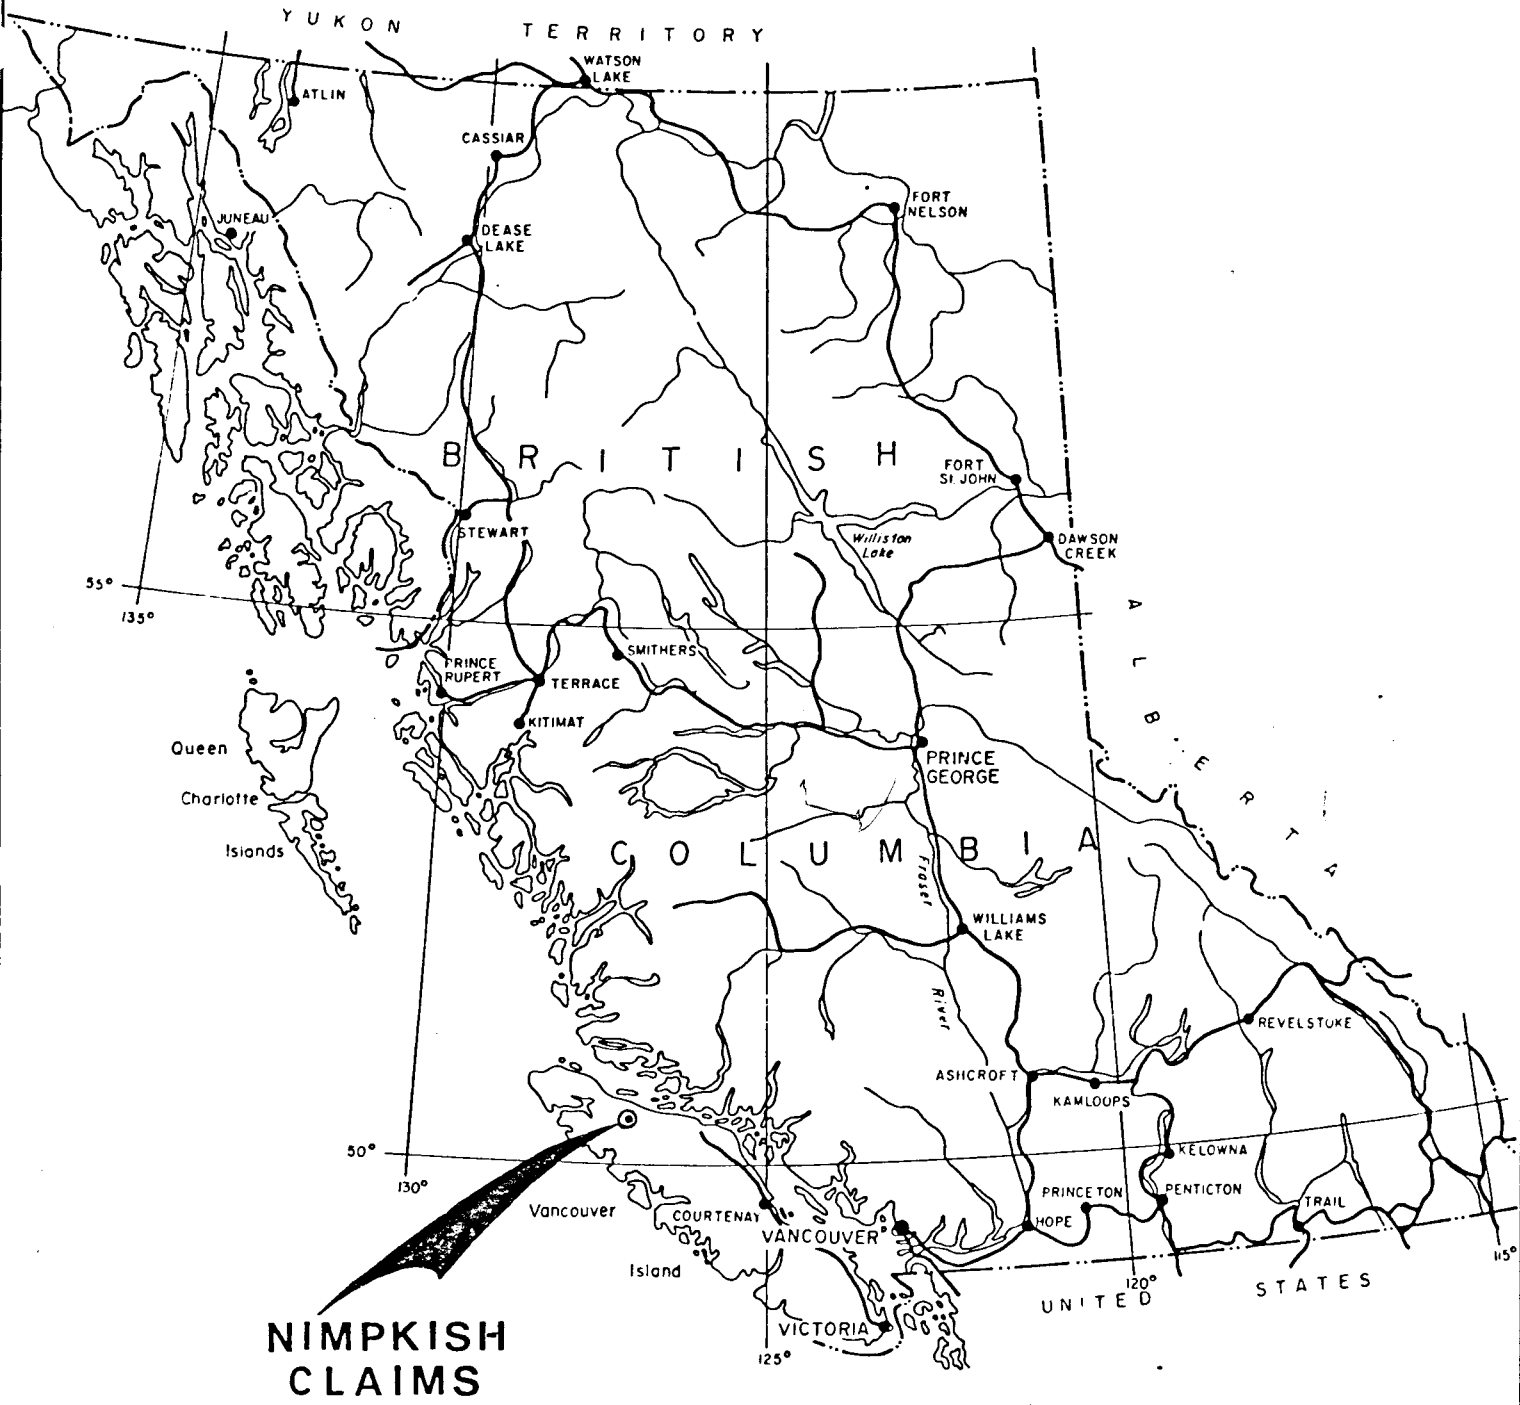 YUKON TERRITORY
WATSON
LAKE
ATLIN
CASSIAR
JUNEAU
DEASE
LAKE
FORT
NELSON
BRITISH
FORT
St. JOHN
STEWART
Williston
Lake
DAWSON
CREEK
55°
135°
ALBERTA
PRINCE
RUPERT
SMITHERS
TERRACE
KITIMAT
Queen
Charlotte
Islands
PRINCE
GEORGE
COLUMBIA
Fraser
River
WILLIAMS
LAKE
REVELSTOKE
ASHCROFT
KAMLOOPS
50°
130°
KELOWNA
PRINCETON
PENTICTON
TRAIL
HOPE
Vancouver
Island
COURTENAY
VANCOUVER
VICTORIA
125°
120°
115°
UNITED STATES
NIMPKISH
CLAIMS